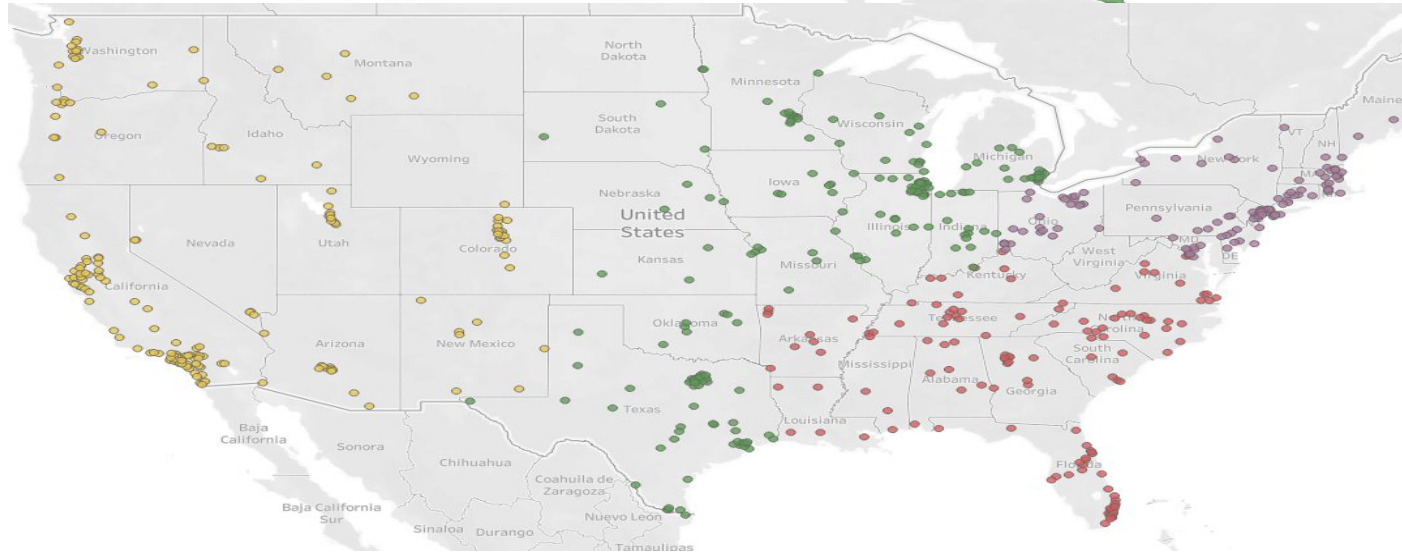 Washington
Montana
North
Dakota
Minnesota
Maine
Oregon
Idaho
South
Dakota
Wisconsin
Michigan
VT
NH
New York
MA
Wyoming
Nebraska
Iowa
Pennsylvania
United
States
Nevada
Utah
Colorado
Illinois
Indiana
Ohio
MD
DE
West
Virginia
Virginia
California
Kansas
Missouri
Kentucky
Arizona
New Mexico
Oklahoma
Arkansas
Tennessee
North
Carolina
South
Carolina
Mississippi
Alabama
Georgia
Texas
Louisiana
Florida
Baja
California
Sonora
Chihuahua
Coahuila de
Zaragoza
Baja California
Sur
Sinaloa
Durango
Nuevo León
Tamaulipas